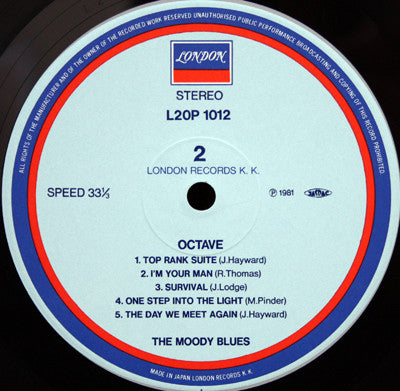 ALL RIGHTS OF THE MANUFACTURER AND OF THE OWNER OF THE RECORDED WORK RESERVED UNAUTHORISED PUBLIC PERFORMANCE BROADCASTING AND COPYING OF THIS RECORD PROHIBITED.
LONDON
STEREO
L20P 1012
2
LONDON RECORDS K. K.
SPEED 33⅓
℗ 1981
JASRAC
OCTAVE
1. TOP RANK SUITE (J.Hayward)
2. I'M YOUR MAN (R.Thomas)
3. SURVIVAL (J.Lodge)
4. ONE STEP INTO THE LIGHT (M.Pinder)
5. THE DAY WE MEET AGAIN (J.Hayward)
THE MOODY BLUES
MADE IN JAPAN LONDON RECORDS K. K.